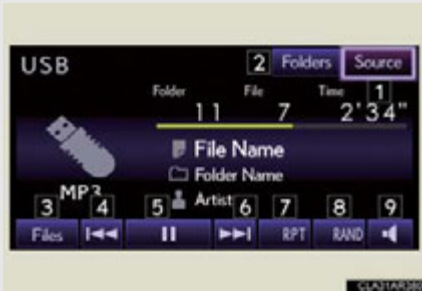 USB
2 Folders Source
Folder File Time 1
11 7 2'34"
File Name
Folder Name
MP3 Artist
3 4 5 6 7 8 9
Files RPT RAND
CLA31AR380